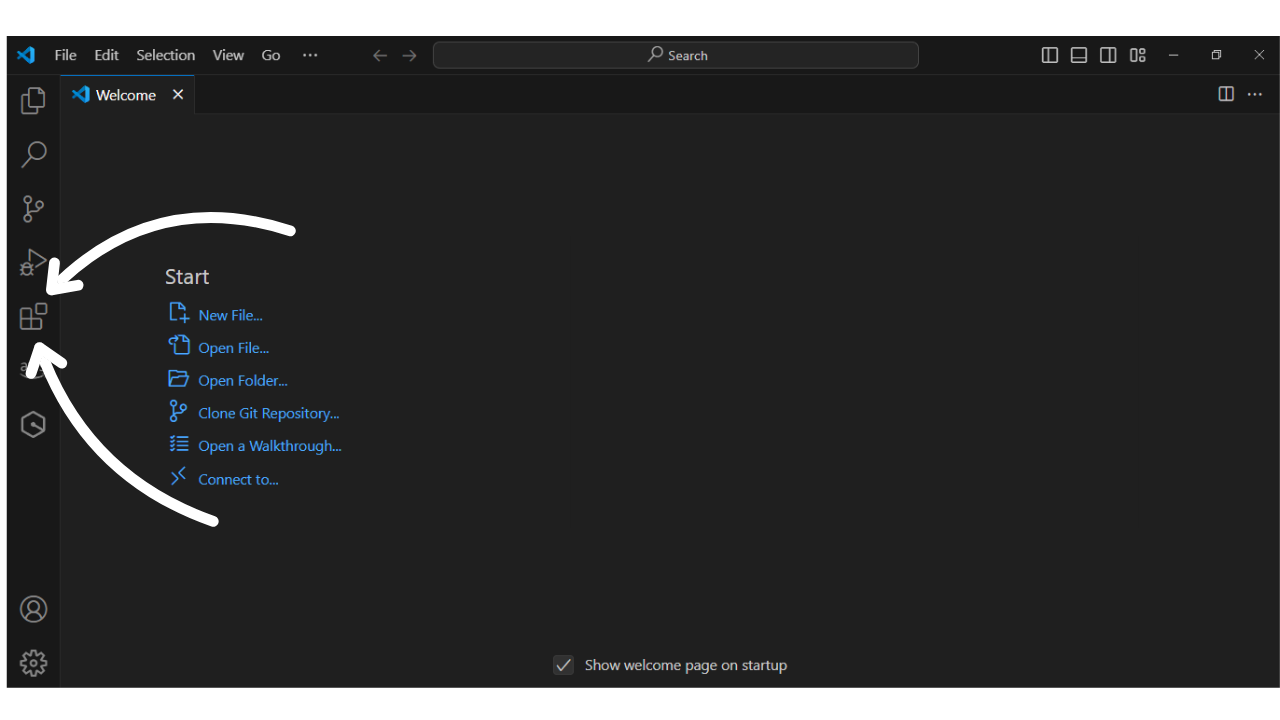 File Edit Selection View Go ··· Search
Welcome
Start
New File...
Open File...
Open Folder...
Clone Git Repository...
Open a Walkthrough...
Connect to...
Show welcome page on startup